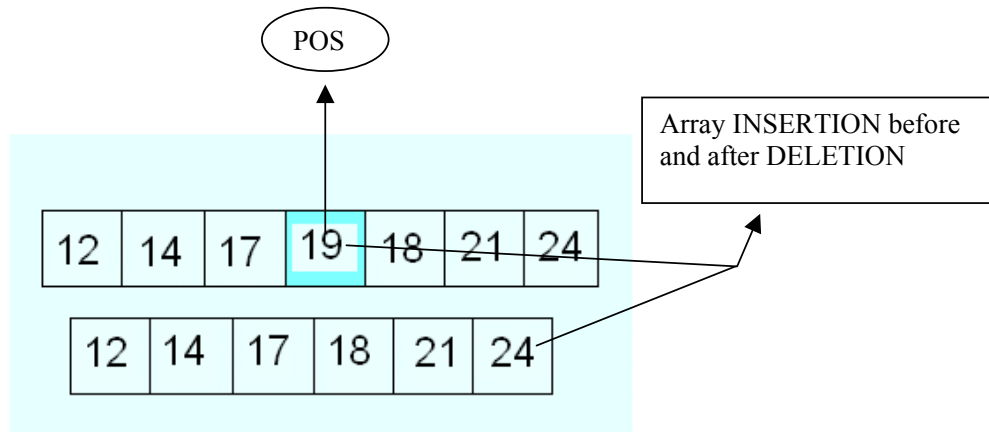 POS
Array INSERTION before
and after DELETION
12 14 17 19 18 21 24
12 14 17 18 21 24